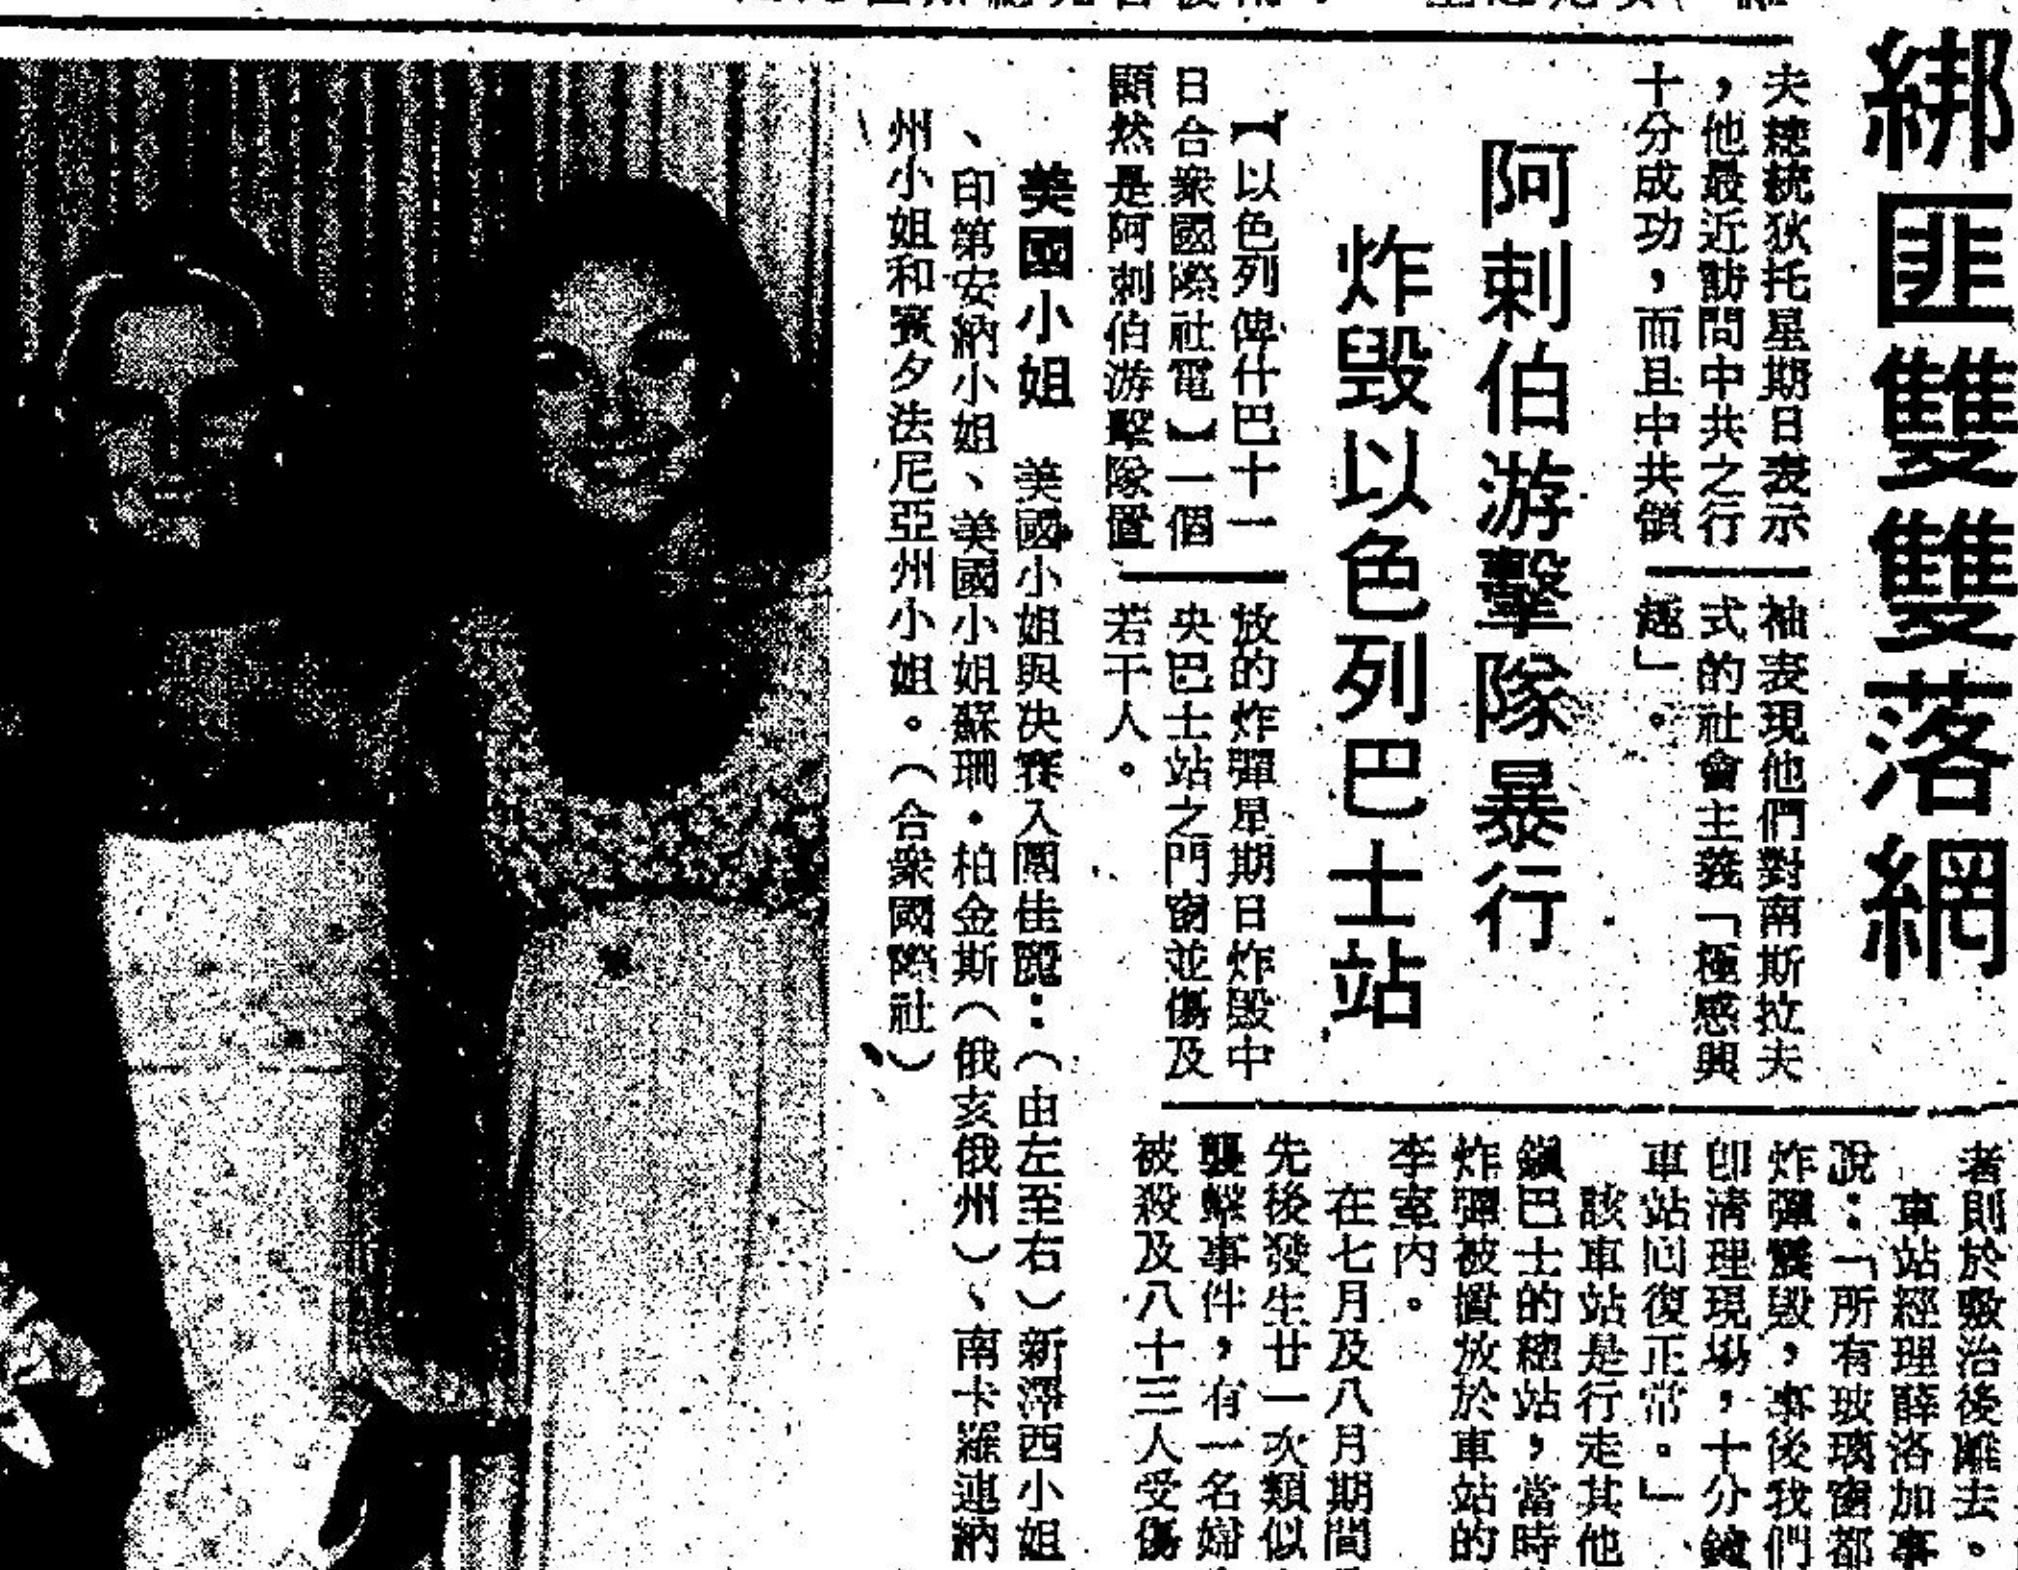 綁匪雙雙落網
夫總統狄托星期日表示
，他最近訪問中共之行
十分成功，而且中共領
袖表現他們對南斯拉夫
式的社會主義「極感興
趣」。
阿剌伯游擊隊暴行
炸毀以色列巴士站
【以色列俾什巴十一
日合衆國際社電】一個
顯然是阿剌伯游擊隊置
放的炸彈星期日炸毀中
央巴士站之門窗並傷及
若干人。
者則於敷治後離去。
車站經理薛洛加事
說：「所有玻璃窗都
炸彈震毀，事後我們
卽清理現場，十分鐘
車站回復正常。」
該車站是行走其他
鎮巴士的總站，當時
炸彈被置放於車站的
李室內。
在七月及八月期間
先後發生廿一次類似
襲擊事件，有一名婦
被殺及八十三人受傷
美國小姐　美國小姐與决賽入圍佳麗：（由左至右）新澤西小姐
、印第安納小姐、美國小姐蘇珊・柏金斯（俄亥俄州）、南卡羅連納
州小姐和賓夕法尼亞州小姐。（合衆國際社）